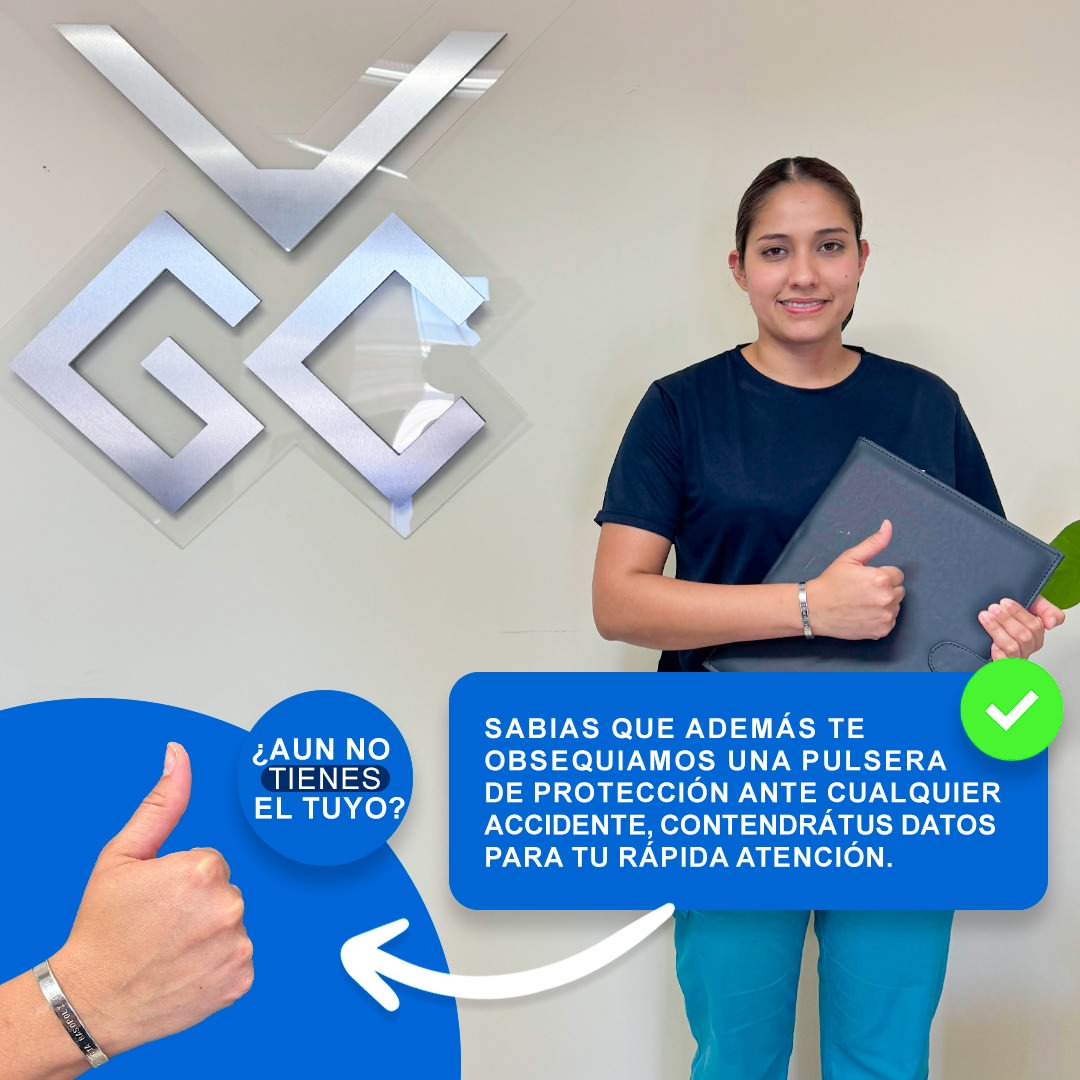 V
GC
¿AUN NO
TIENES
EL TUYO?
SABIAS QUE ADEMÁS TE
OBSEQUIAMOS UNA PULSERA
DE PROTECCIÓN ANTE CUALQUIER
ACCIDENTE, CONTENDRÁTUS DATOS
PARA TU RÁPIDA ATENCIÓN.